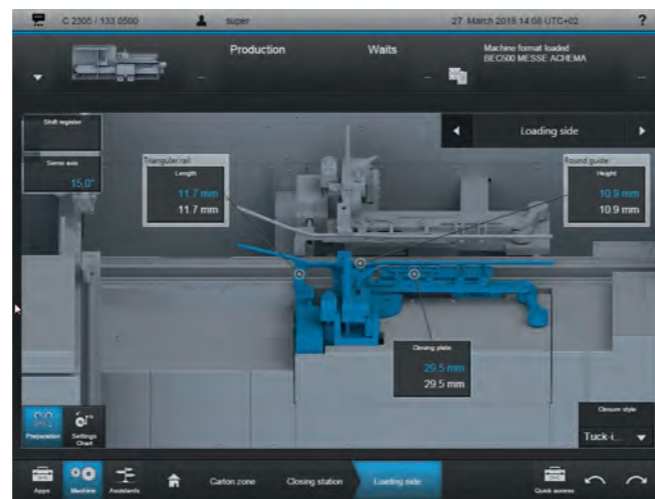 C 2305 / 133 0500
super
27 March 2018 14:08 UTC+02
?
Production
Waits
Machine format loaded
BEC500 MESSE ACHEMA
...
...
...
Shift register
Servo axis
15.0°
Loading side
Triangular rail
Length
11.7 mm
11.7 mm
Round guide
Height
10.9 mm
10.9 mm
Closing plate
29.5 mm
29.5 mm
Preparation
Settings
Chart
Closure style
Tuck-i...
Apps
Machine
Assistants
Carton zone
Closing station
Loading side
Quick access